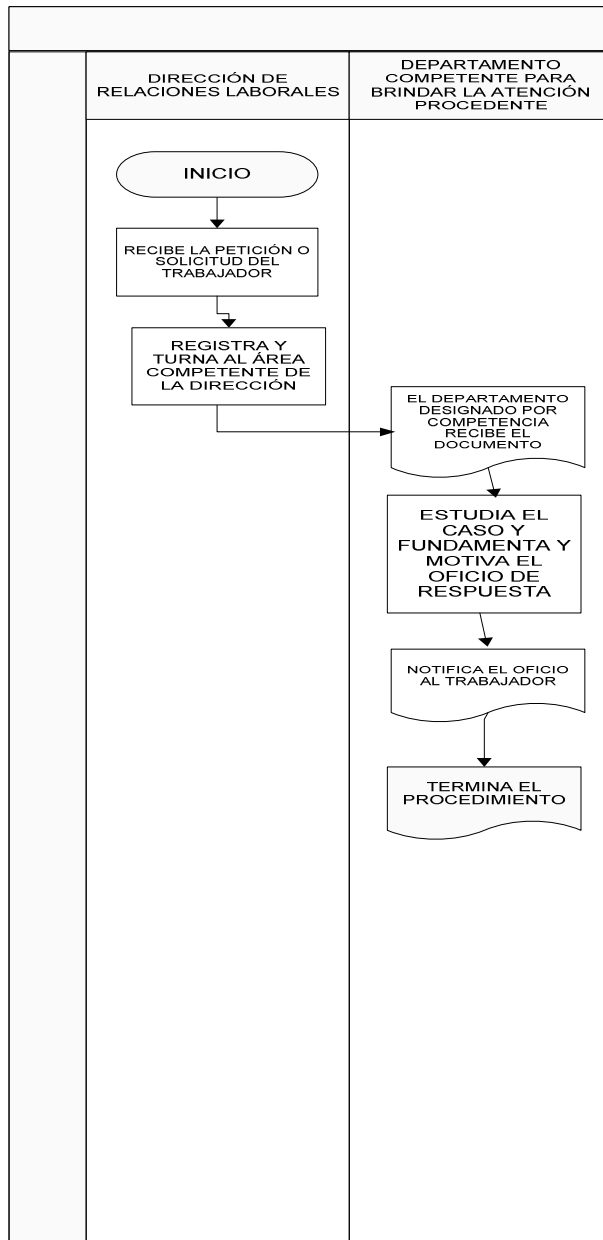 DIRECCIÓN DE
RELACIONES LABORALES
DEPARTAMENTO
COMPETENTE PARA
BRINDAR LA ATENCIÓN
PROCEDENTE
INICIO
RECIBE LA PETICIÓN O
SOLICITUD DEL
TRABAJADOR
REGISTRA Y
TURNA AL ÁREA
COMPETENTE DE
LA DIRECCIÓN
EL DEPARTAMENTO
DESIGNADO POR
COMPETENCIA
RECIBE EL
DOCUMENTO
ESTUDIA EL
CASO Y
FUNDAMENTA Y
MOTIVA EL
OFICIO DE
RESPUESTA
NOTIFICA EL OFICIO
AL TRABAJADOR
TERMINA EL
PROCEDIMIENTO